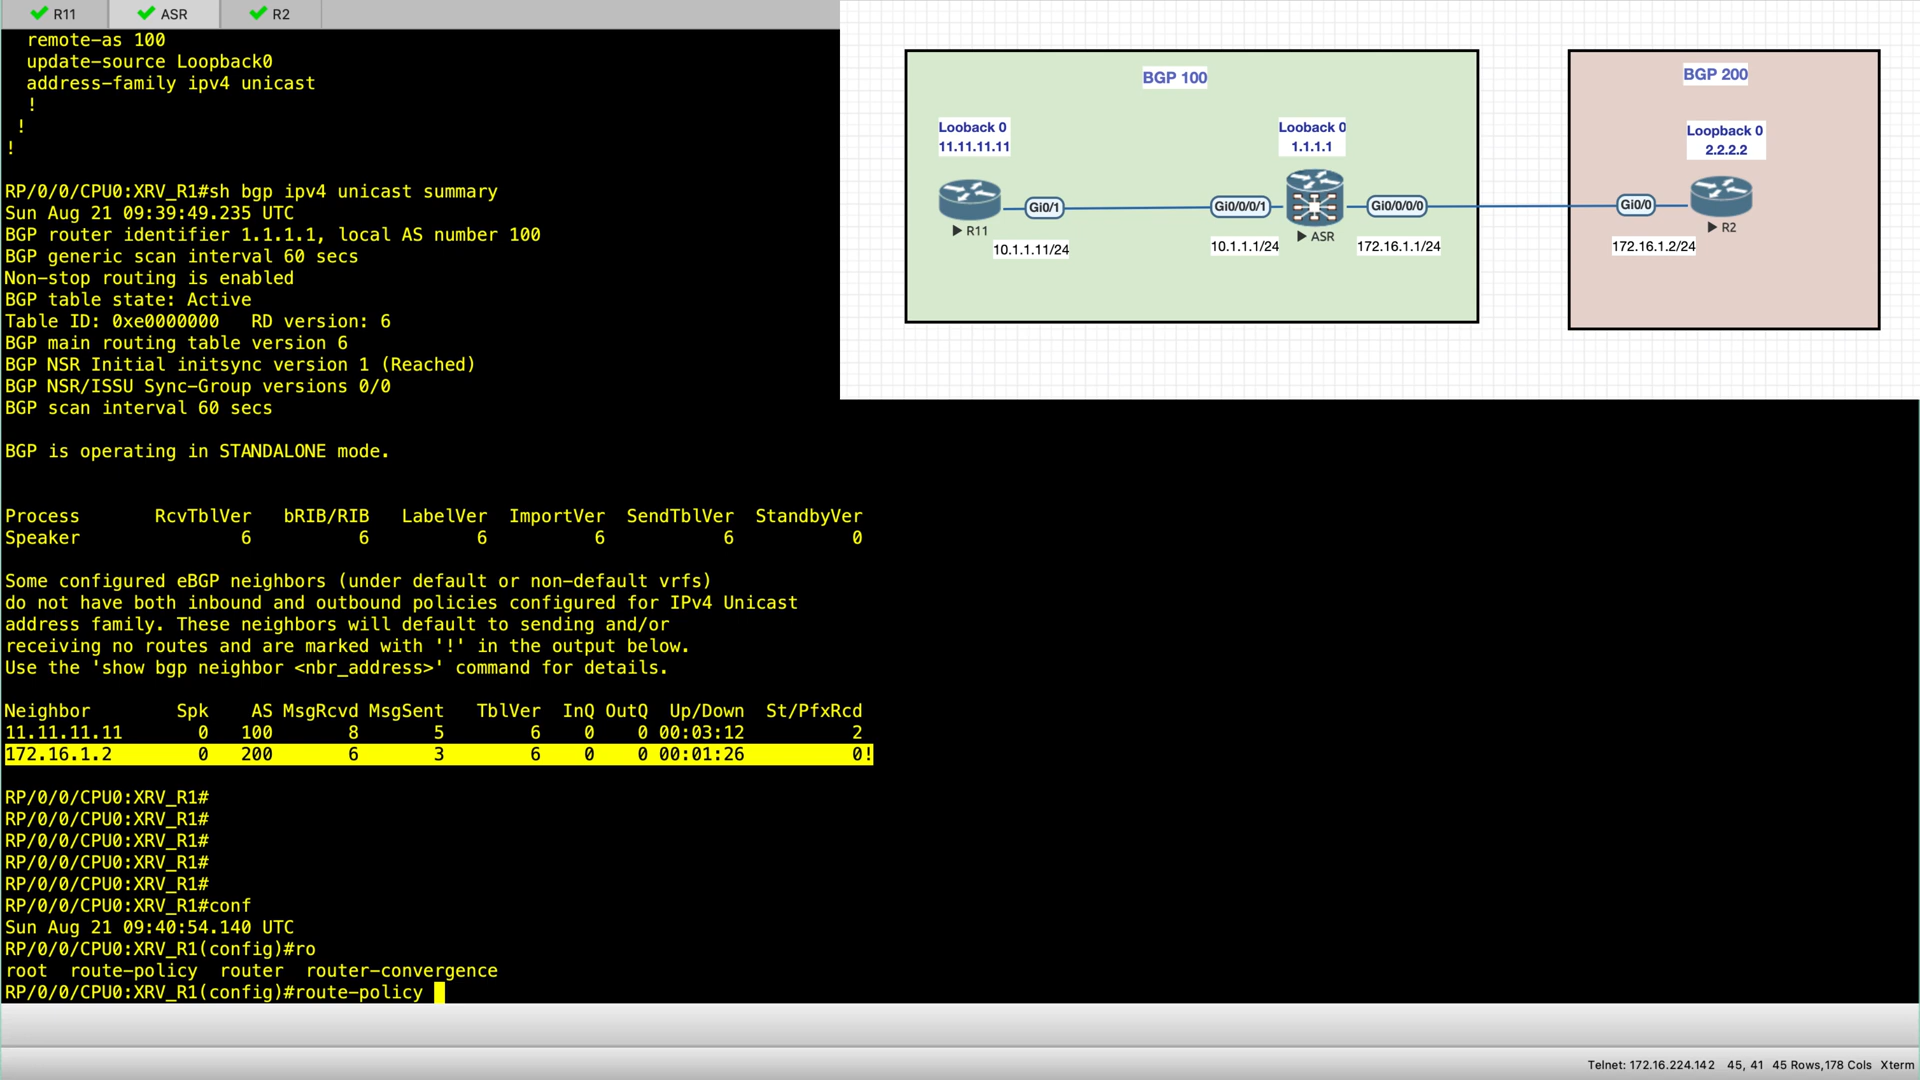 R11 ASR R2
remote-as 100
update-source Loopback0
address-family ipv4 unicast
!
!
!
RP/0/0/CPU0:XRV_R1#sh bgp ipv4 unicast summary
Sun Aug 21 09:39:49.235 UTC
BGP router identifier 1.1.1.1, local AS number 100
BGP generic scan interval 60 secs
Non-stop routing is enabled
BGP table state: Active
Table ID: 0xe0000000 RD version: 6
BGP main routing table version 6
BGP NSR Initial initsync version 1 (Reached)
BGP NSR/ISSU Sync-Group versions 0/0
BGP scan interval 60 secs
BGP is operating in STANDALONE mode.
Process RcvTblVer bRIB/RIB LabelVer ImportVer SendTblVer StandbyVer
Speaker 6 6 6 6 6 0
Some configured eBGP neighbors (under default or non-default vrfs)
do not have both inbound and outbound policies configured for IPv4 Unicast
address family. These neighbors will default to sending and/or
receiving no routes and are marked with '!' in the output below.
Use the 'show bgp neighbor <nbr_address>' command for details.
Neighbor Spk AS MsgRcvd MsgSent TblVer InQ OutQ Up/Down St/PfxRcd
11.11.11.11 0 100 8 5 6 0 0 00:03:12 2
172.16.1.2 0 200 6 3 6 0 0 00:01:26 0!
RP/0/0/CPU0:XRV_R1#
RP/0/0/CPU0:XRV_R1#
RP/0/0/CPU0:XRV_R1#
RP/0/0/CPU0:XRV_R1#
RP/0/0/CPU0:XRV_R1#
RP/0/0/CPU0:XRV_R1#conf
Sun Aug 21 09:40:54.140 UTC
RP/0/0/CPU0:XRV_R1(config)#ro
root route-policy router router-convergence
RP/0/0/CPU0:XRV_R1(config)#route-policy
BGP 100
Looback 0
11.11.11.11
Looback 0
1.1.1.1
Gi0/1
Gi0/0/0/1
Gi0/0/0/0
R11
ASR
10.1.1.11/24
10.1.1.1/24
172.16.1.1/24
BGP 200
Loopback 0
2.2.2.2
Gi0/0
R2
172.16.1.2/24
Telnet: 172.16.224.142 45, 41 45 Rows,178 Cols Xterm